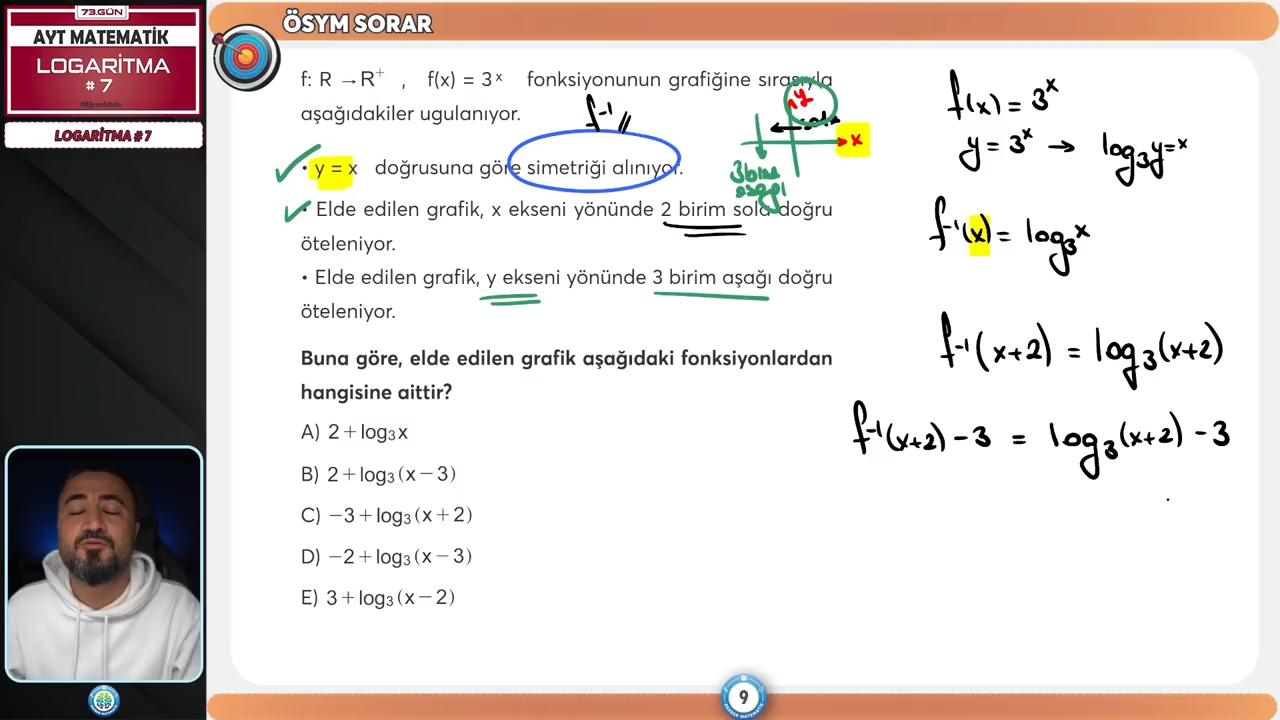 73.GÜN
AYT MATEMATİK
LOGARİTMA
# 7
LOGARİTMA # 7
ÖSYM SORAR
f: R →R⁺ , f(x) = 3ˣ fonksiyonunun grafiğine sırasıyla
aşağıdakiler ugulanıyor.
f⁻¹
• y = x doğrusuna göre simetriği alınıyor.
• Elde edilen grafik, x ekseni yönünde 2 birim sola doğru
öteleniyor.
• Elde edilen grafik, y ekseni yönünde 3 birim aşağı doğru
öteleniyor.
Buna göre, elde edilen grafik aşağıdaki fonksiyonlardan
hangisine aittir?
A) 2+log₃x
B) 2+log₃(x−3)
C) −3+log₃(x+2)
D) −2+log₃(x−3)
E) 3+log₃(x−2)
y
sola
x
3 birim
aşağı
f(x) = 3ˣ
y = 3ˣ → log₃y=x
f⁻¹(x) = log₃x
f⁻¹(x+2) = log₃(x+2)
f⁻¹(x+2) −3 = log₃(x+2) −3
9